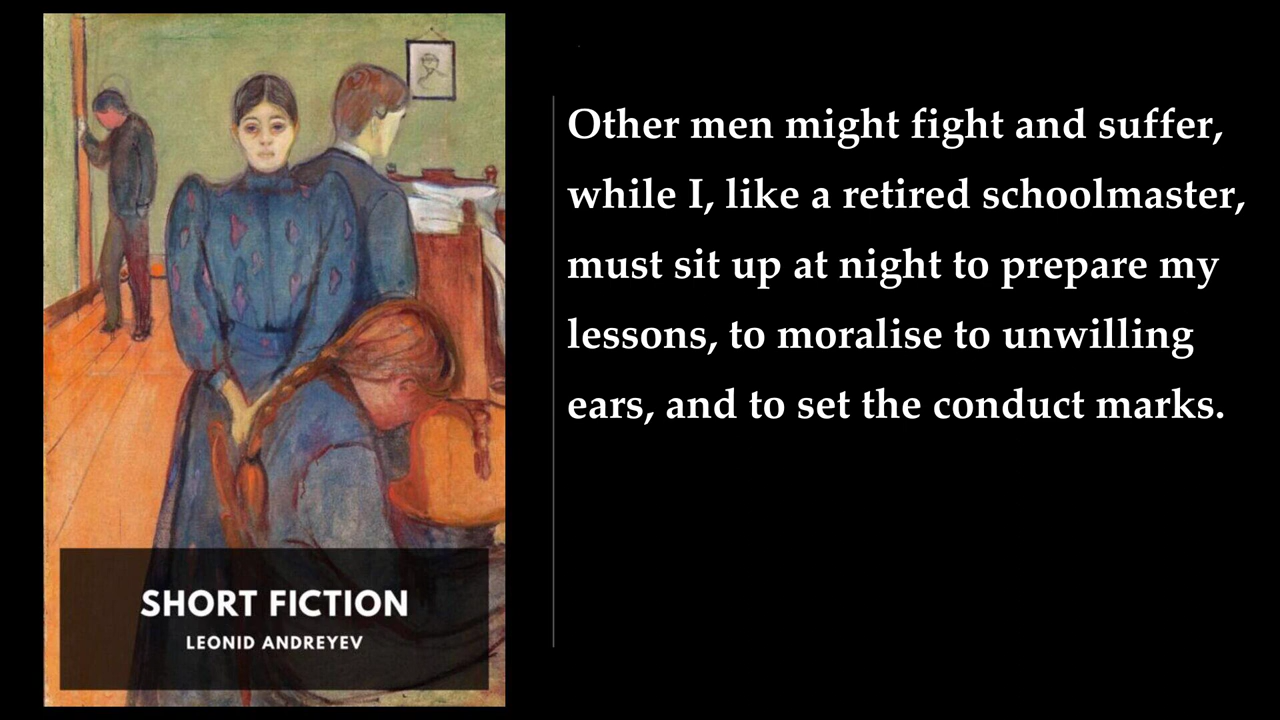 Other men might fight and suffer,
while I, like a retired schoolmaster,
must sit up at night to prepare my
lessons, to moralise to unwilling
ears, and to set the conduct marks.
SHORT FICTION
LEONID ANDREYEV